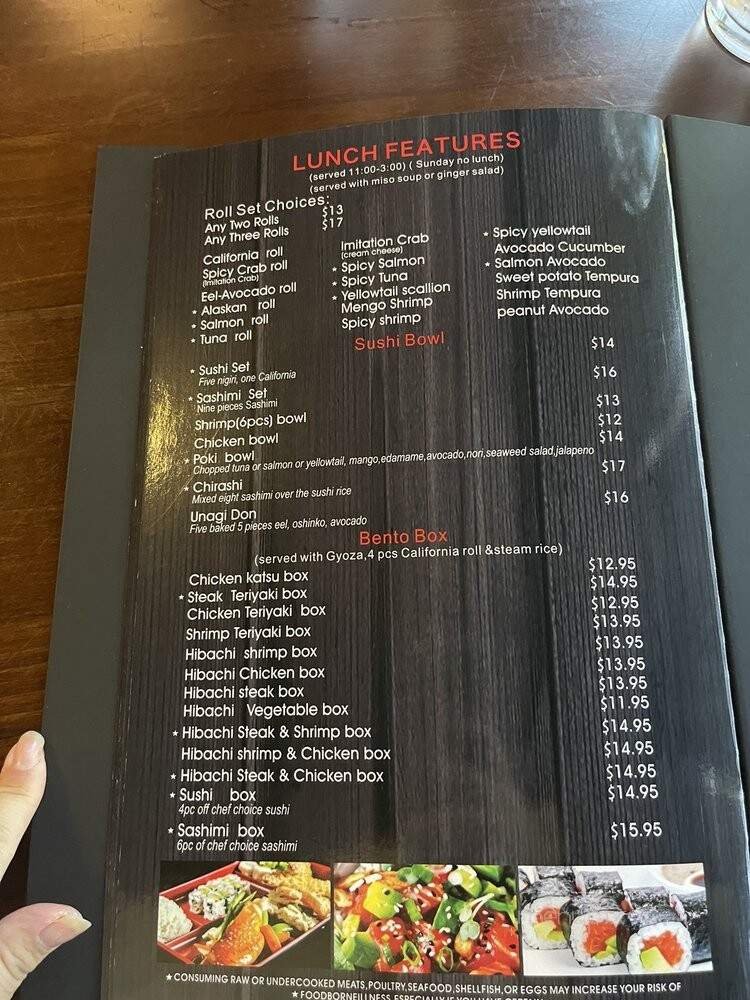 LUNCH FEATURES
(served 11:00-3:00) ( Sunday no lunch)
(served with miso soup or ginger salad)
Roll Set Choices:
Any Two Rolls $13
Any Three Rolls $17
California roll
Spicy Crab roll
(Imitation Crab)
Eel-Avocado roll
★ Alaskan roll
★ Salmon roll
★ Tuna roll
Imitation Crab
(cream cheese)
★ Spicy Salmon
★ Spicy Tuna
★ Yellowtail scallion
Mengo Shrimp
Spicy shrimp
★ Spicy yellowtail
Avocado Cucumber
★ Salmon Avocado
Sweet potato Tempura
Shrimp Tempura
peanut Avocado
Sushi Bowl
★ Sushi Set $14
Five nigiri, one California
★ Sashimi Set $16
Nine pieces Sashimi
Shrimp(6pcs) bowl $13
Chicken bowl $12
★ Poki bowl $14
Chopped tuna or salmon or yellowtail, mango,edamame,avocado,nori,seaweed salad,jalapeno
★ Chirashi $17
Mixed eight sashimi over the sushi rice
Unagi Don $16
Five baked 5 pieces eel, oshinko, avocado
Bento Box
(served with Gyoza,4 pcs California roll &steam rice)
Chicken katsu box $12.95
★ Steak Teriyaki box $14.95
Chicken Teriyaki box $12.95
Shrimp Teriyaki box $13.95
Hibachi shrimp box $13.95
Hibachi Chicken box $13.95
Hibachi steak box $13.95
Hibachi Vegetable box $11.95
★ Hibachi Steak & Shrimp box $14.95
Hibachi shrimp & Chicken box $14.95
★ Hibachi Steak & Chicken box $14.95
★ Sushi box $14.95
4pc off chef choice sushi
★ Sashimi box $15.95
6pc of chef choice sashimi
★ CONSUMING RAW OR UNDERCOOKED MEATS,POULTRY,SEAFOOD,SHELLFISH,OR EGGS MAY INCREASE YOUR RISK OF
★ FOODBORNEILLNESS,ESPECIALLY IF YOU HAVE